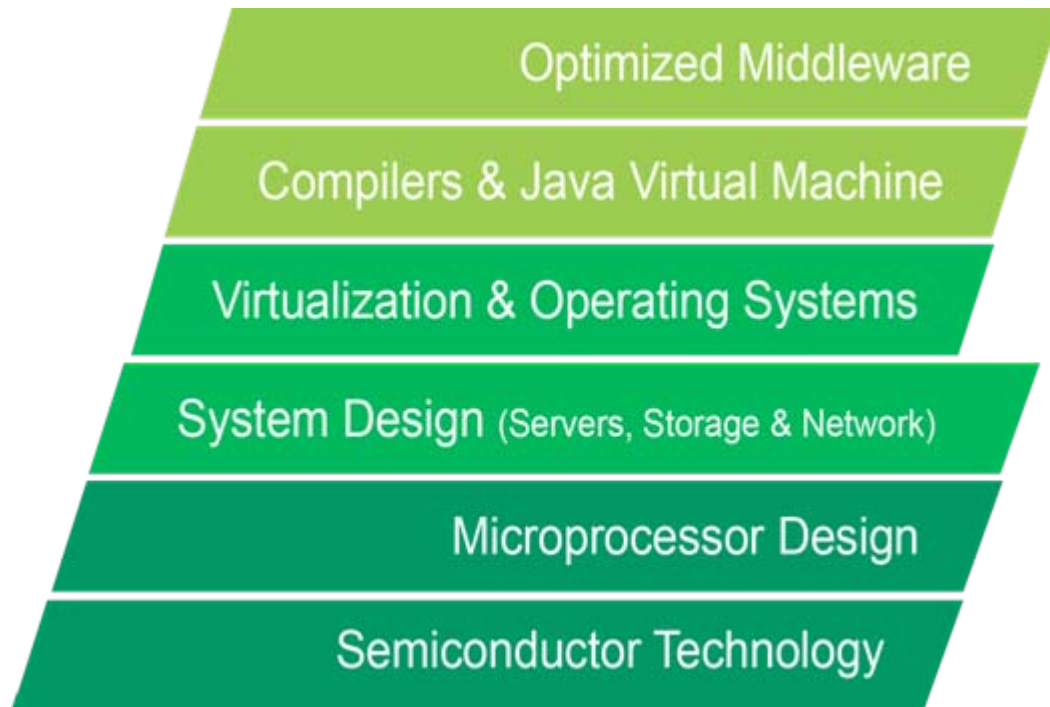 Optimized Middleware
Compilers & Java Virtual Machine
Virtualization & Operating Systems
System Design (Servers, Storage & Network)
Microprocessor Design
Semiconductor Technology